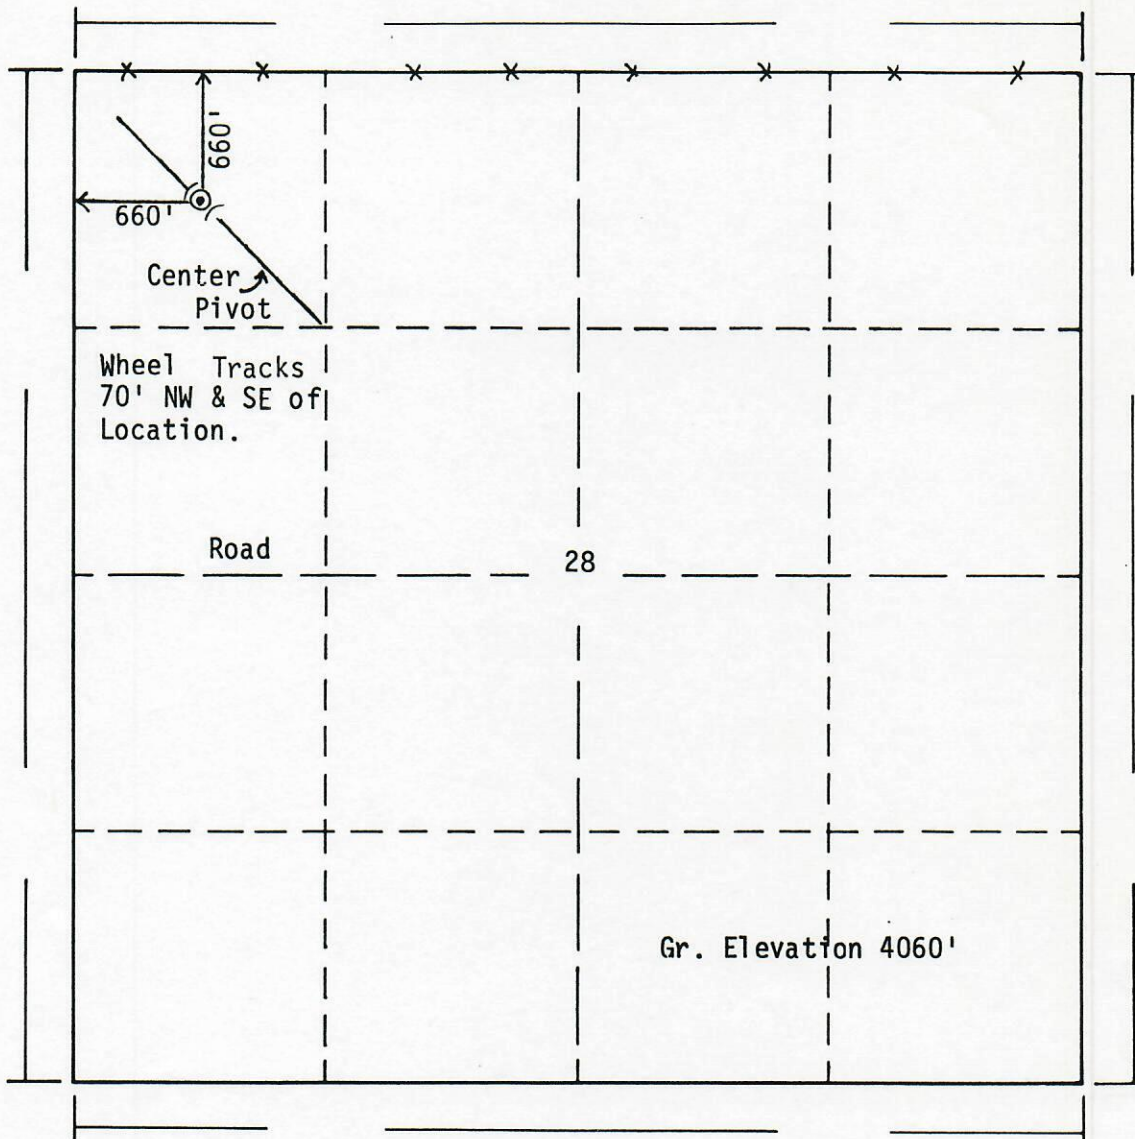 660'
660'
Center
Pivot
Wheel Tracks
70' NW & SE of
Location.
Road
28
Gr. Elevation 4060'